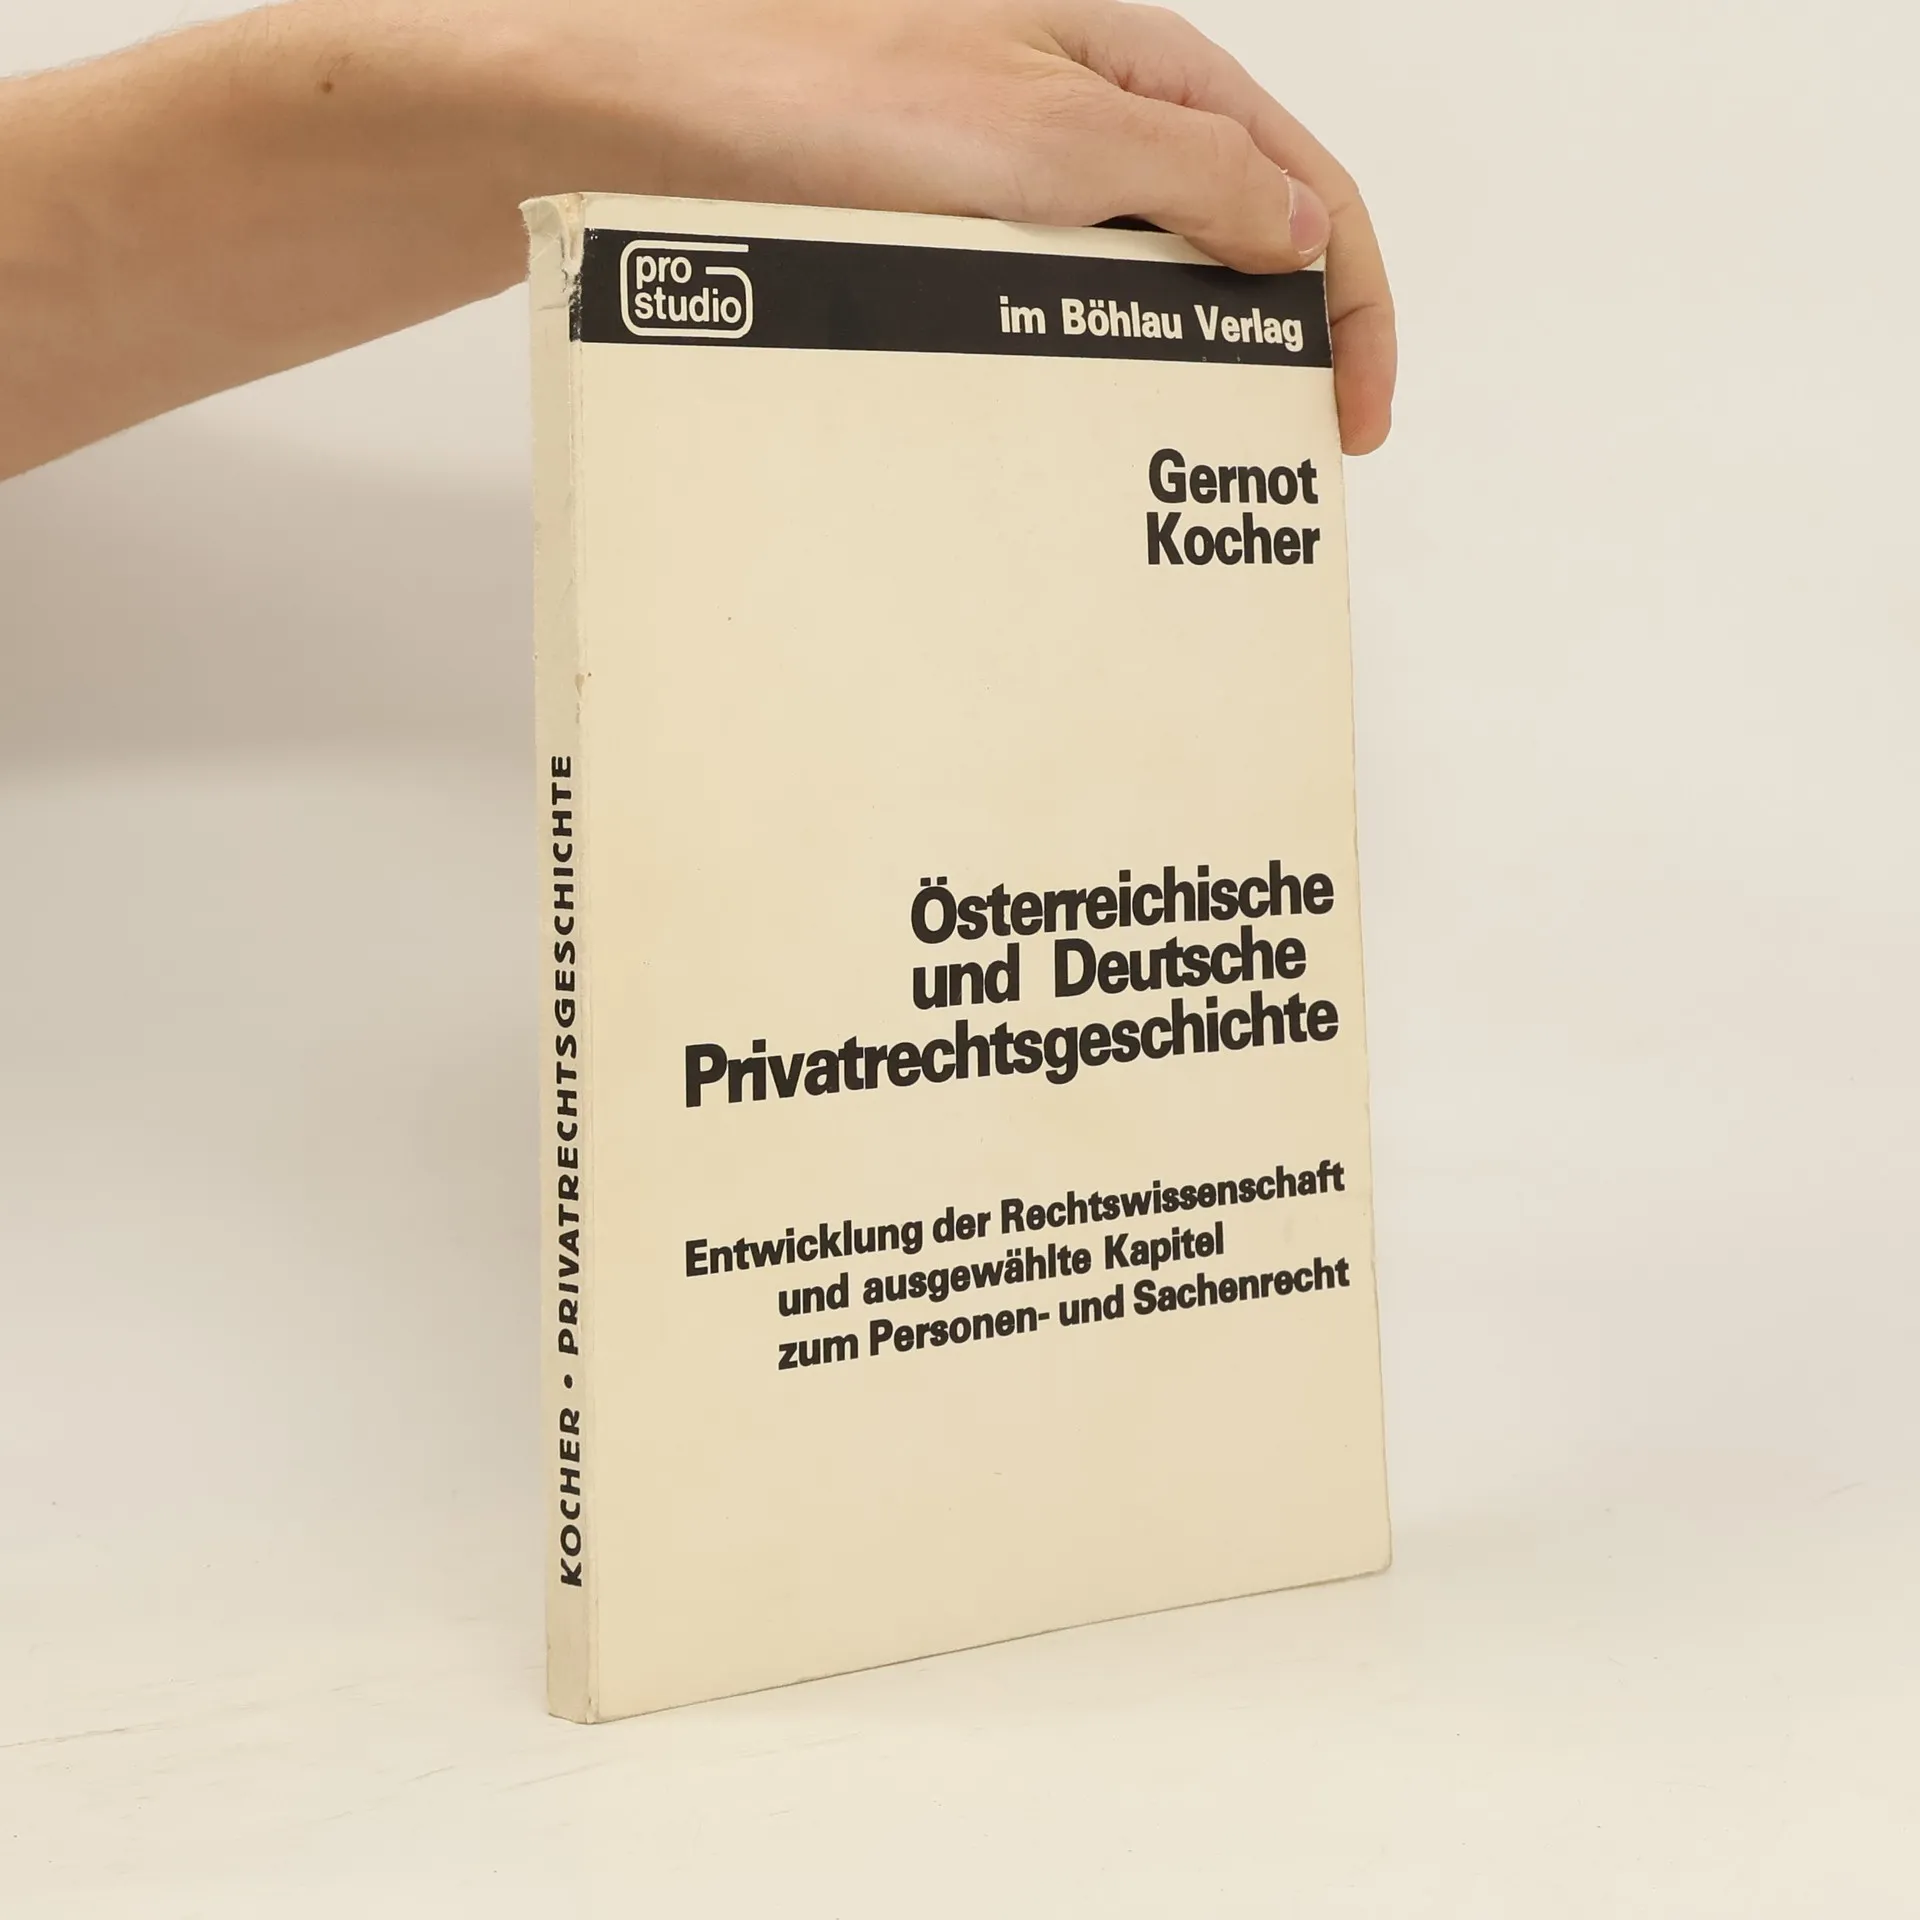 pro
studio
im Böhlau Verlag
Gernot
Kocher
Österreichische
und Deutsche
Privatrechtsgeschichte
Entwicklung der Rechtswissenschaft
und ausgewählte Kapitel
zum Personen- und Sachenrecht
KOCHER • PRIVATRECHTSGESCHICHTE